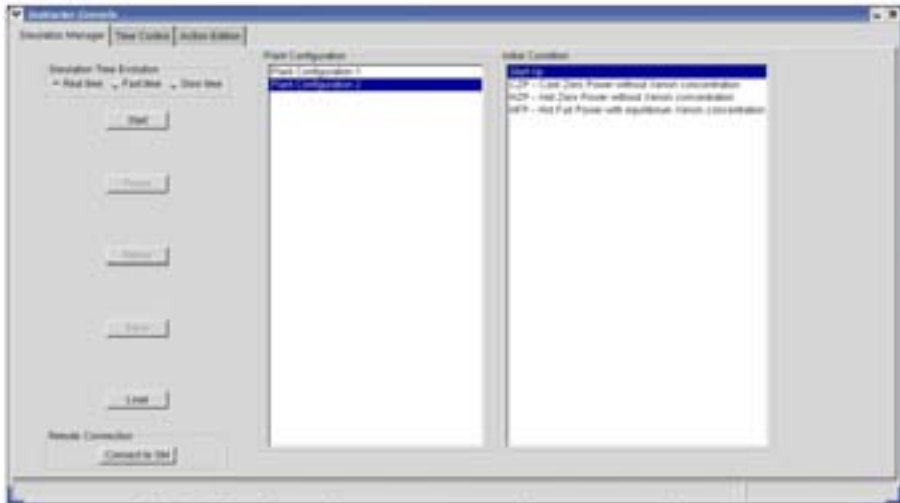 Instructor Console
Simulation Manager Time Control Action Edition
Simulation Time Evolution
Real time Fast time Slow time
Start
Pause
Save
Load
Remote Connection
Connect to SM
Plant Configuration
Plant Configuration 1
Plant Configuration 2
Initial Condition
Start-up
CZP - Cold Zero Power without Xenon concentration
HZP - Hot Zero Power without Xenon concentration
HFP - Hot Full Power with equilibrium Xenon concentration